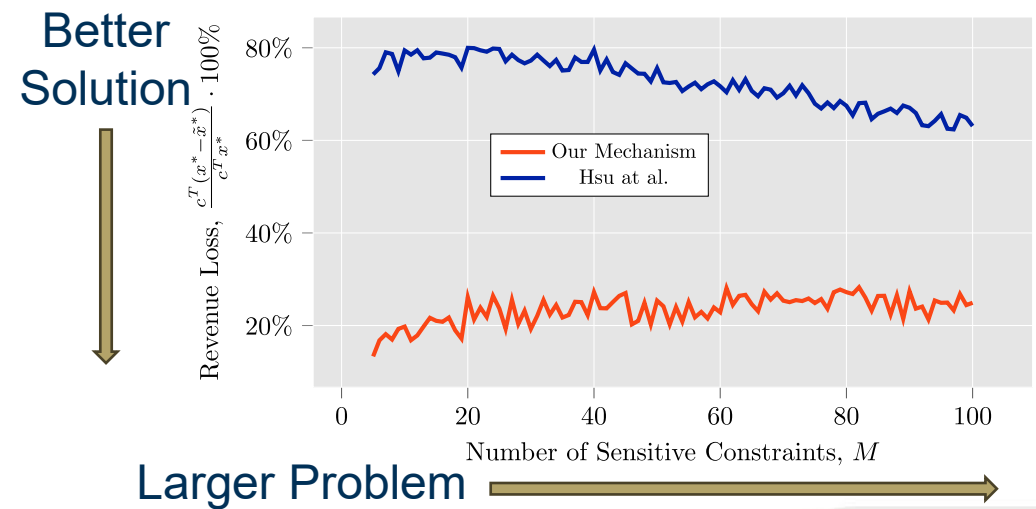 Better
Solution
Revenue Loss, \frac{c^T(x^* - \tilde{x}^*)}{c^T x^*} · 100%
80%
60%
40%
20%
Our Mechanism
Hsu at al.
0 20 40 60 80 100
Number of Sensitive Constraints, M
Larger Problem